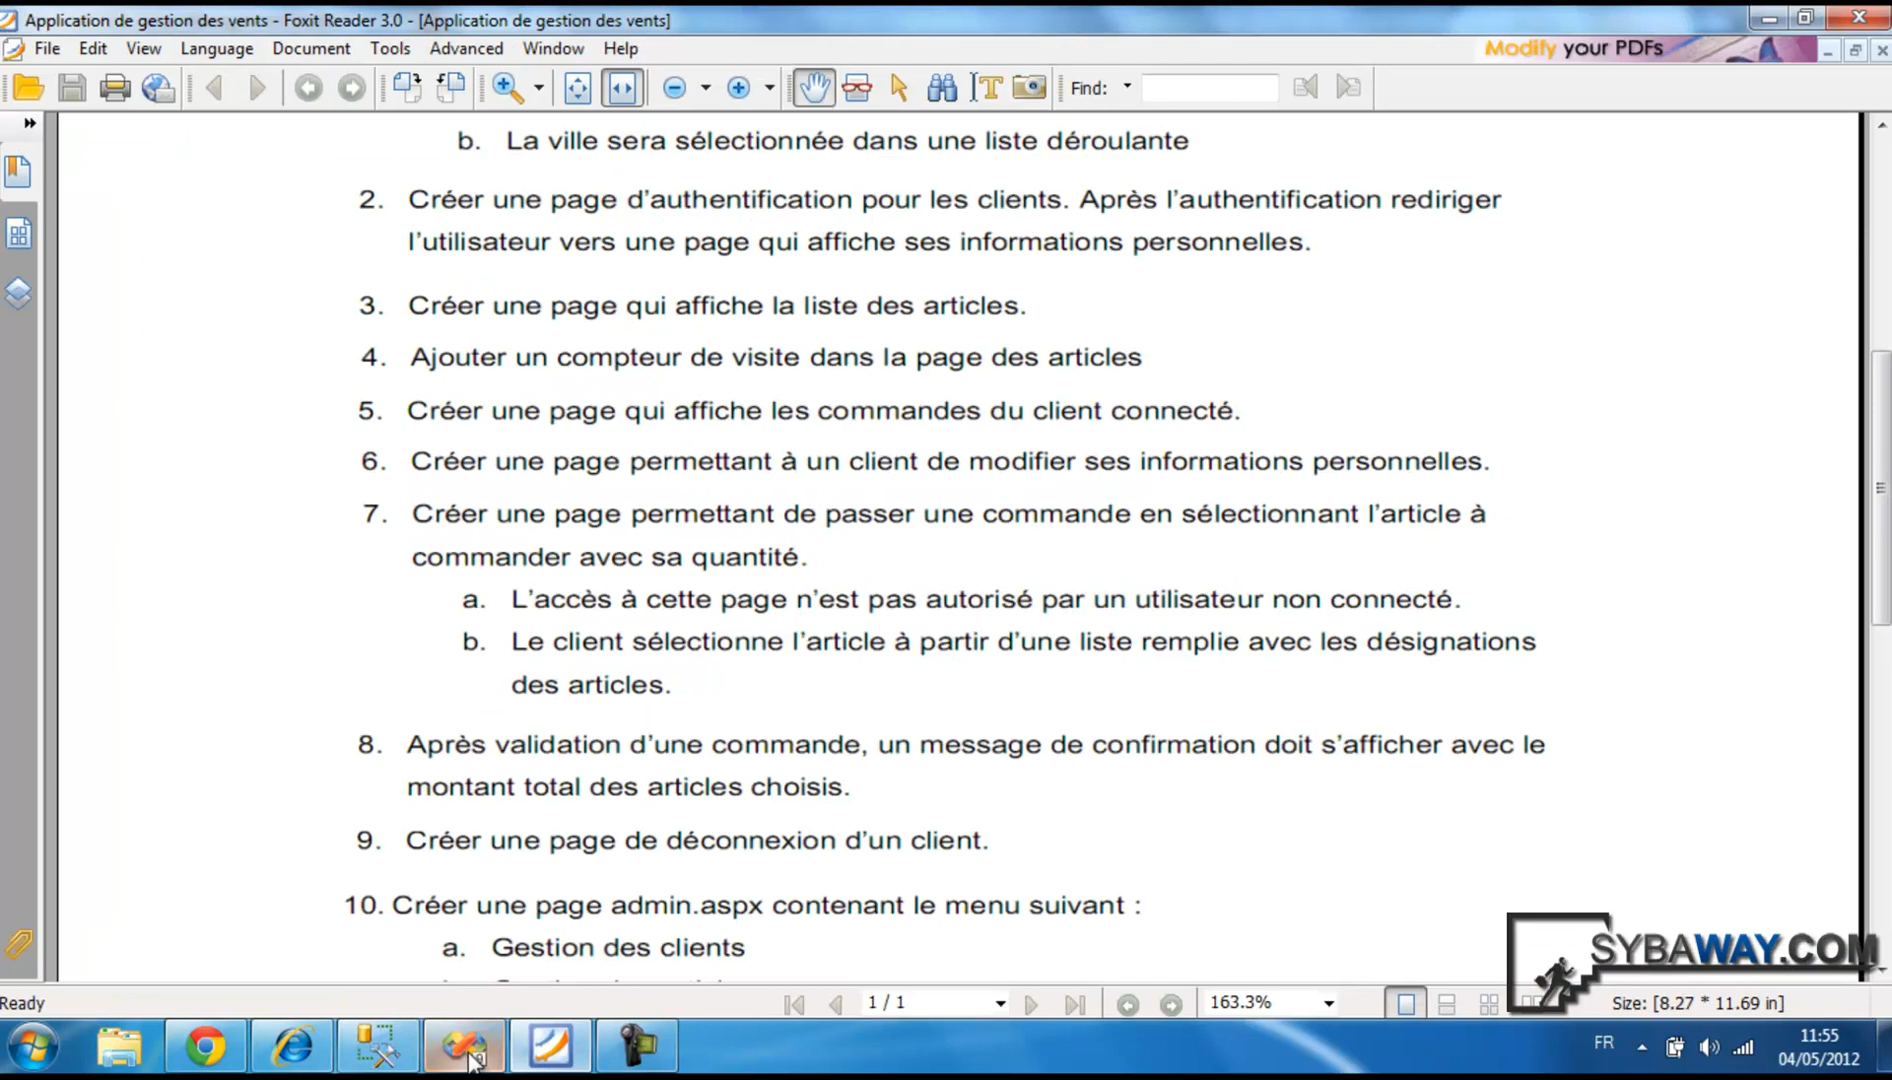 Application de gestion des vents - Foxit Reader 3.0 - [Application de gestion des vents]
File Edit View Language Document Tools Advanced Window Help
Modify your PDFs
Find:
b. La ville sera sélectionnée dans une liste déroulante
2. Créer une page d'authentification pour les clients. Après l'authentification rediriger
l'utilisateur vers une page qui affiche ses informations personnelles.
3. Créer une page qui affiche la liste des articles.
4. Ajouter un compteur de visite dans la page des articles
5. Créer une page qui affiche les commandes du client connecté.
6. Créer une page permettant à un client de modifier ses informations personnelles.
7. Créer une page permettant de passer une commande en sélectionnant l'article à
commander avec sa quantité.
a. L'accès à cette page n'est pas autorisé par un utilisateur non connecté.
b. Le client sélectionne l'article à partir d'une liste remplie avec les désignations
des articles.
8. Après validation d'une commande, un message de confirmation doit s'afficher avec le
montant total des articles choisis.
9. Créer une page de déconnexion d'un client.
10. Créer une page admin.aspx contenant le menu suivant :
a. Gestion des clients
SYBAWAY.COM
Ready
1 / 1
163.3%
Size: [8.27 * 11.69 in]
FR
11:55
04/05/2012